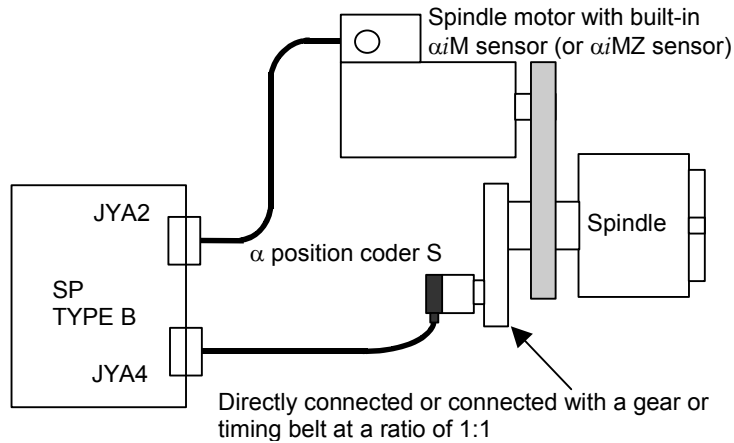 Spindle motor with built-in
αiM sensor (or αiMZ sensor)
JYA2
Spindle
α position coder S
SP
TYPE B
JYA4
Directly connected or connected with a gear or
timing belt at a ratio of 1:1